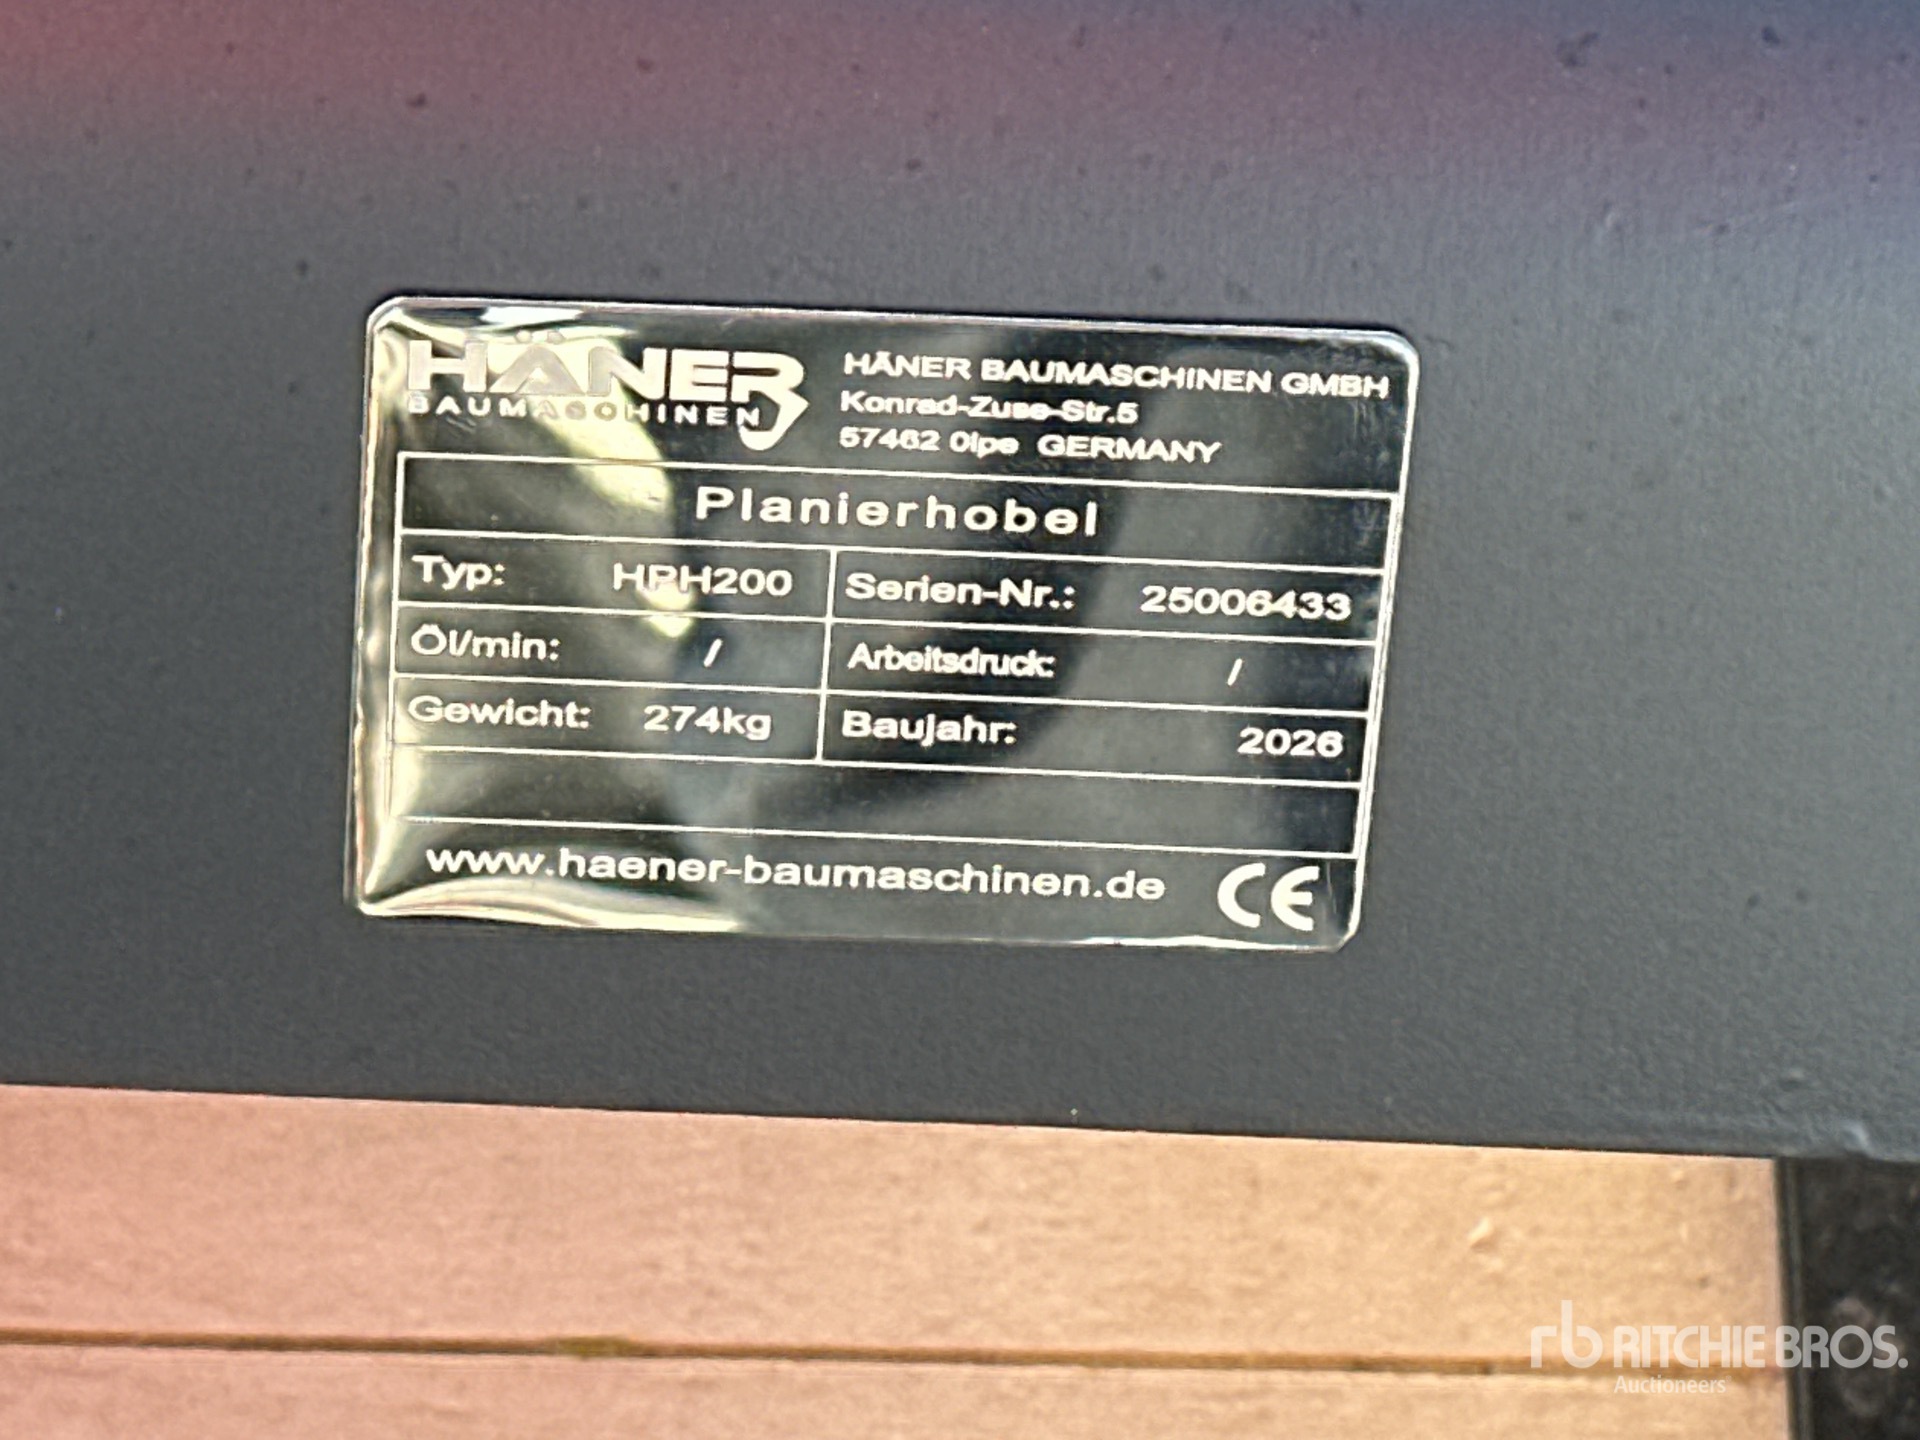 HÄNER
BAUMASCHINEN
HÄNER BAUMASCHINEN GMBH
Konrad-Zuse-Str.5
57462 Olpe GERMANY
Planierhobel
Typ: HPH200 Serien-Nr.: 25006433
Öl/min: / Arbeitsdruck: /
Gewicht: 274kg Baujahr: 2026
www.haener-baumaschinen.de CE
rb RITCHIE BROS.
Auctioneers